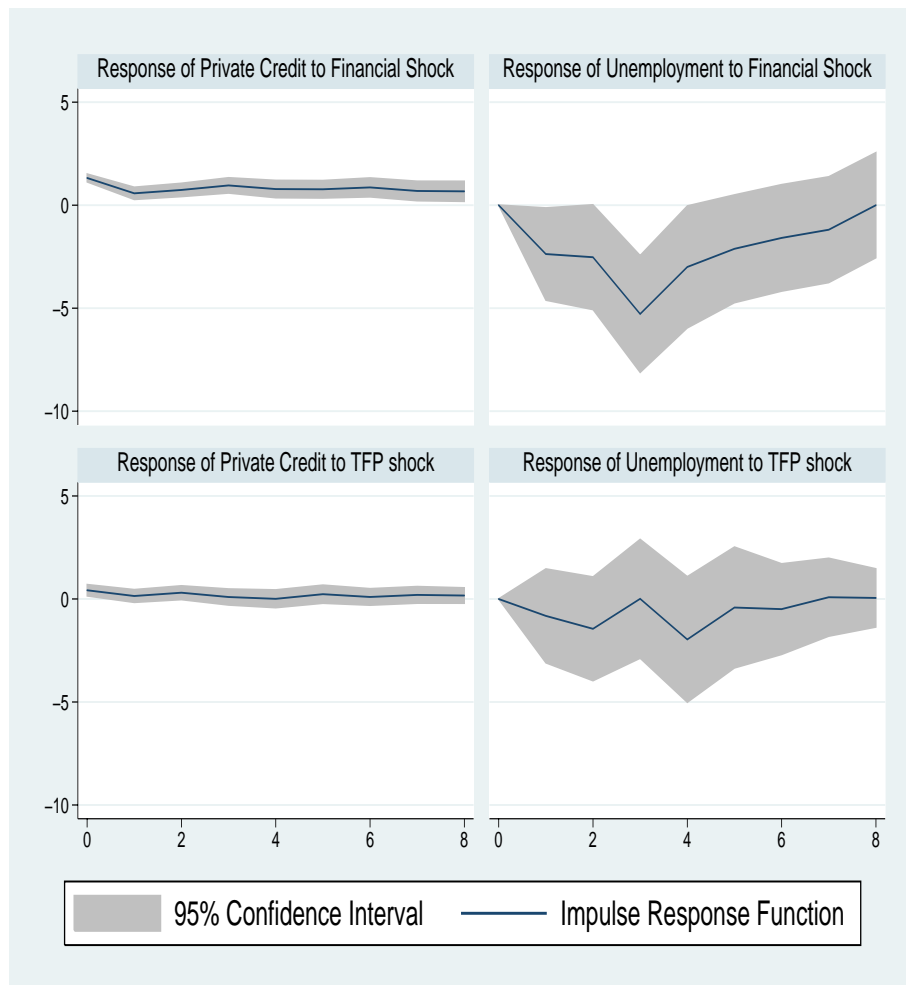 Response of Private Credit to Financial Shock
Response of Unemployment to Financial Shock
5
0
−5
−10
Response of Private Credit to TFP shock
Response of Unemployment to TFP shock
5
0
−5
−10
0 2 4 6 8
0 2 4 6 8
95% Confidence Interval
Impulse Response Function